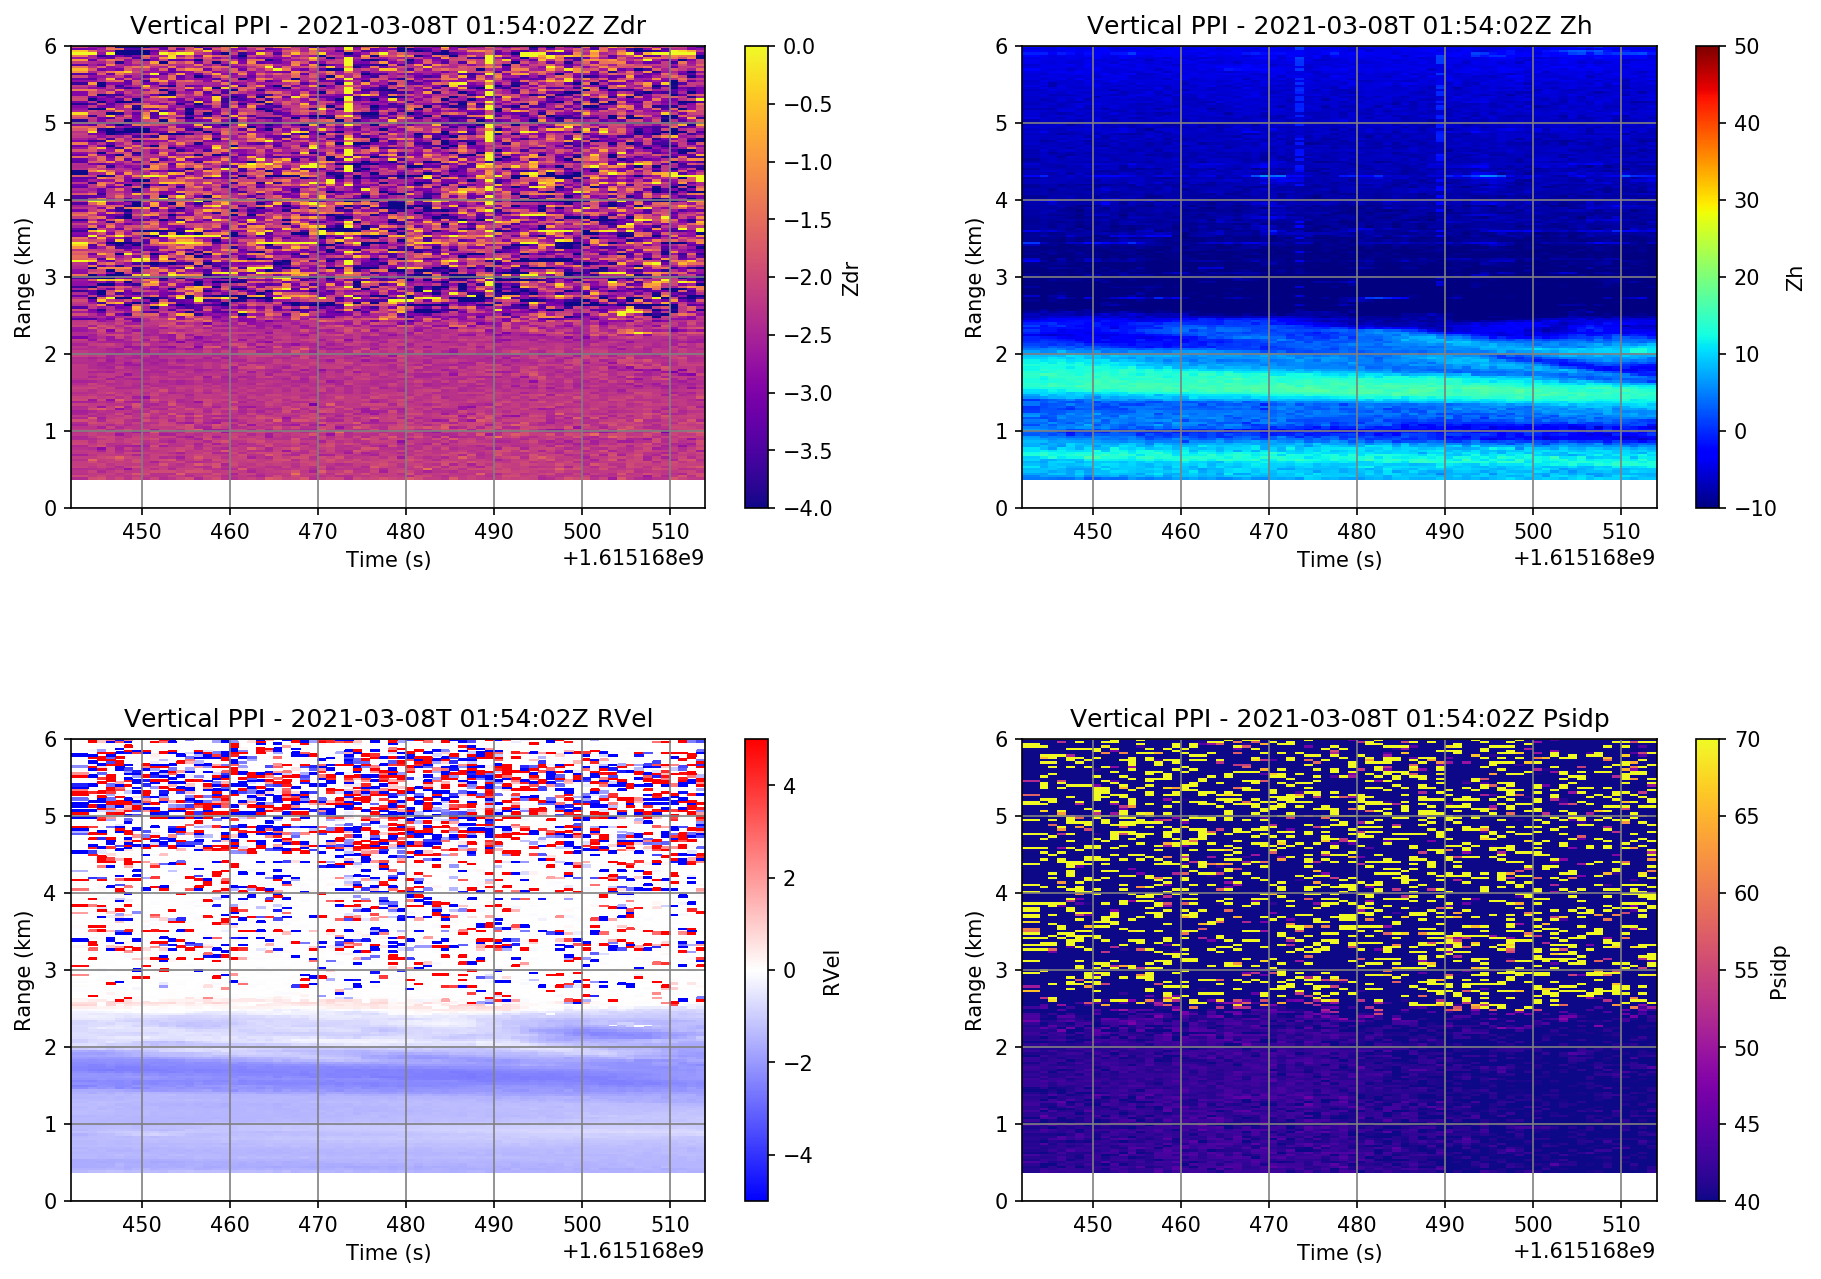 Vertical PPI - 2021-03-08T 01:54:02Z Zdr
6
5
4
3
2
1
0
Range (km)
450 460 470 480 490 500 510
Time (s)
+1.615168e9
0.0
−0.5
−1.0
−1.5
−2.0
−2.5
−3.0
−3.5
−4.0
Zdr
Vertical PPI - 2021-03-08T 01:54:02Z Zh
6
5
4
3
2
1
0
Range (km)
450 460 470 480 490 500 510
Time (s)
+1.615168e9
50
40
30
20
10
0
−10
Zh
Vertical PPI - 2021-03-08T 01:54:02Z RVel
6
5
4
3
2
1
0
Range (km)
450 460 470 480 490 500 510
Time (s)
+1.615168e9
4
2
0
−2
−4
RVel
Vertical PPI - 2021-03-08T 01:54:02Z Psidp
6
5
4
3
2
1
0
Range (km)
450 460 470 480 490 500 510
Time (s)
+1.615168e9
70
65
60
55
50
45
40
Psidp